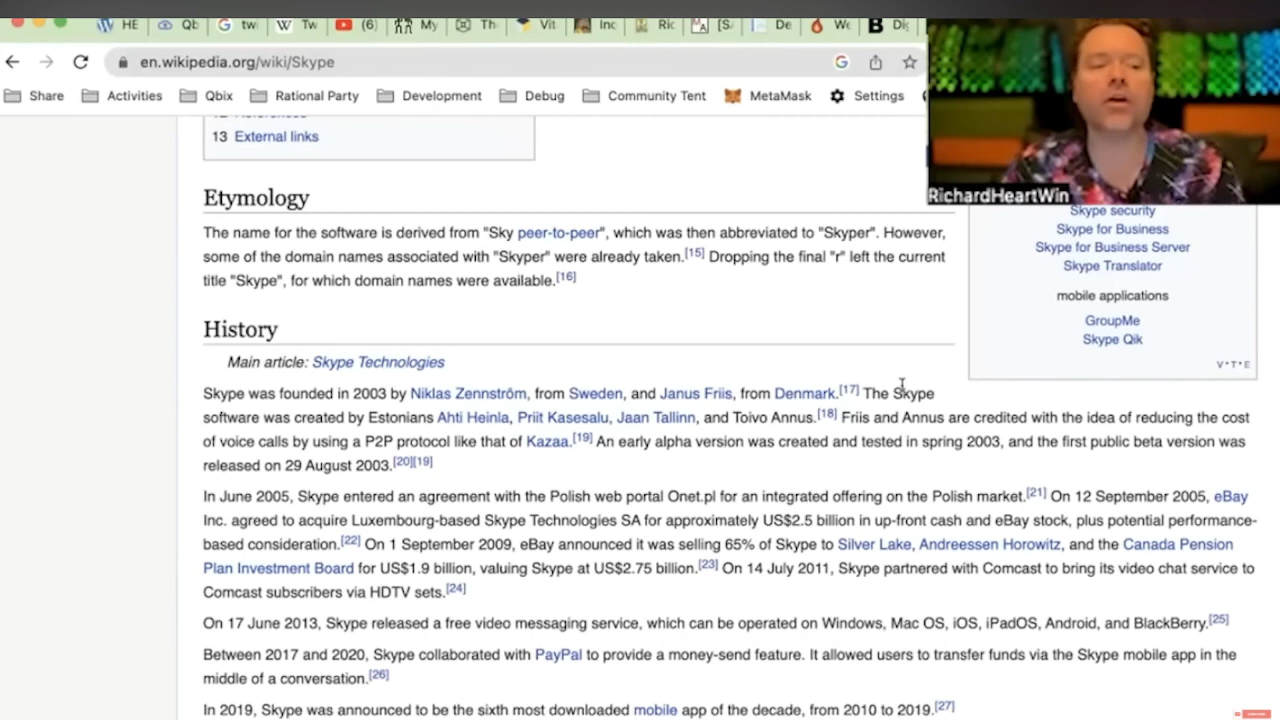 HE
Qb
tw
Tw
(6)
My
Th
Vit
Inc
Ric
[S
De
We
Dig
en.wikipedia.org/wiki/Skype
Share
Activities
Qbix
Rational Party
Development
Debug
Community Tent
MetaMask
Settings
RichardHeartWin
12 References
13 External links
Etymology
The name for the software is derived from "Sky peer-to-peer", which was then abbreviated to "Skyper". However,
some of the domain names associated with "Skyper" were already taken.[15] Dropping the final "r" left the current
title "Skype", for which domain names were available.[16]
Skype security
Skype for Business
Skype for Business Server
Skype Translator
mobile applications
GroupMe
Skype Qik
V·T·E
History
Main article: Skype Technologies
Skype was founded in 2003 by Niklas Zennström, from Sweden, and Janus Friis, from Denmark.[17] The Skype
software was created by Estonians Ahti Heinla, Priit Kasesalu, Jaan Tallinn, and Toivo Annus.[18] Friis and Annus are credited with the idea of reducing the cost
of voice calls by using a P2P protocol like that of Kazaa.[19] An early alpha version was created and tested in spring 2003, and the first public beta version was
released on 29 August 2003.[20][19]
In June 2005, Skype entered an agreement with the Polish web portal Onet.pl for an integrated offering on the Polish market.[21] On 12 September 2005, eBay
Inc. agreed to acquire Luxembourg-based Skype Technologies SA for approximately US$2.5 billion in up-front cash and eBay stock, plus potential performance-
based consideration.[22] On 1 September 2009, eBay announced it was selling 65% of Skype to Silver Lake, Andreessen Horowitz, and the Canada Pension
Plan Investment Board for US$1.9 billion, valuing Skype at US$2.75 billion.[23] On 14 July 2011, Skype partnered with Comcast to bring its video chat service to
Comcast subscribers via HDTV sets.[24]
On 17 June 2013, Skype released a free video messaging service, which can be operated on Windows, Mac OS, iOS, iPadOS, Android, and BlackBerry.[25]
Between 2017 and 2020, Skype collaborated with PayPal to provide a money-send feature. It allowed users to transfer funds via the Skype mobile app in the
middle of a conversation.[26]
In 2019, Skype was announced to be the sixth most downloaded mobile app of the decade, from 2010 to 2019.[27]